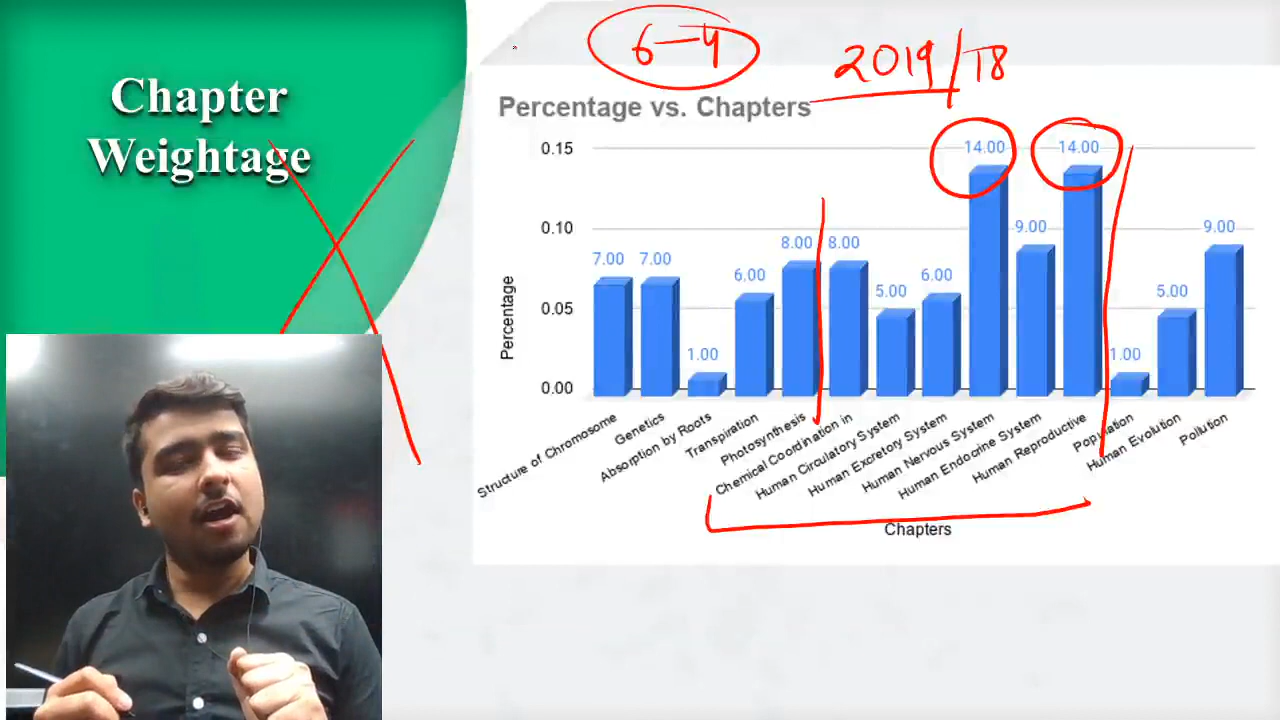 Chapter
Weightage
6-4
2019/18
Percentage vs. Chapters
Percentage
0.15
0.10
0.05
0.00
7.00
7.00
1.00
6.00
8.00
8.00
5.00
6.00
14.00
9.00
14.00
1.00
5.00
9.00
Structure of Chromosome
Genetics
Absorption by Roots
Transpiration
Photosynthesis
Chemical Coordination in
Human Circulatory System
Human Excretory System
Human Nervous System
Human Endocrine System
Human Reproductive
Population
Human Evolution
Pollution
Chapters